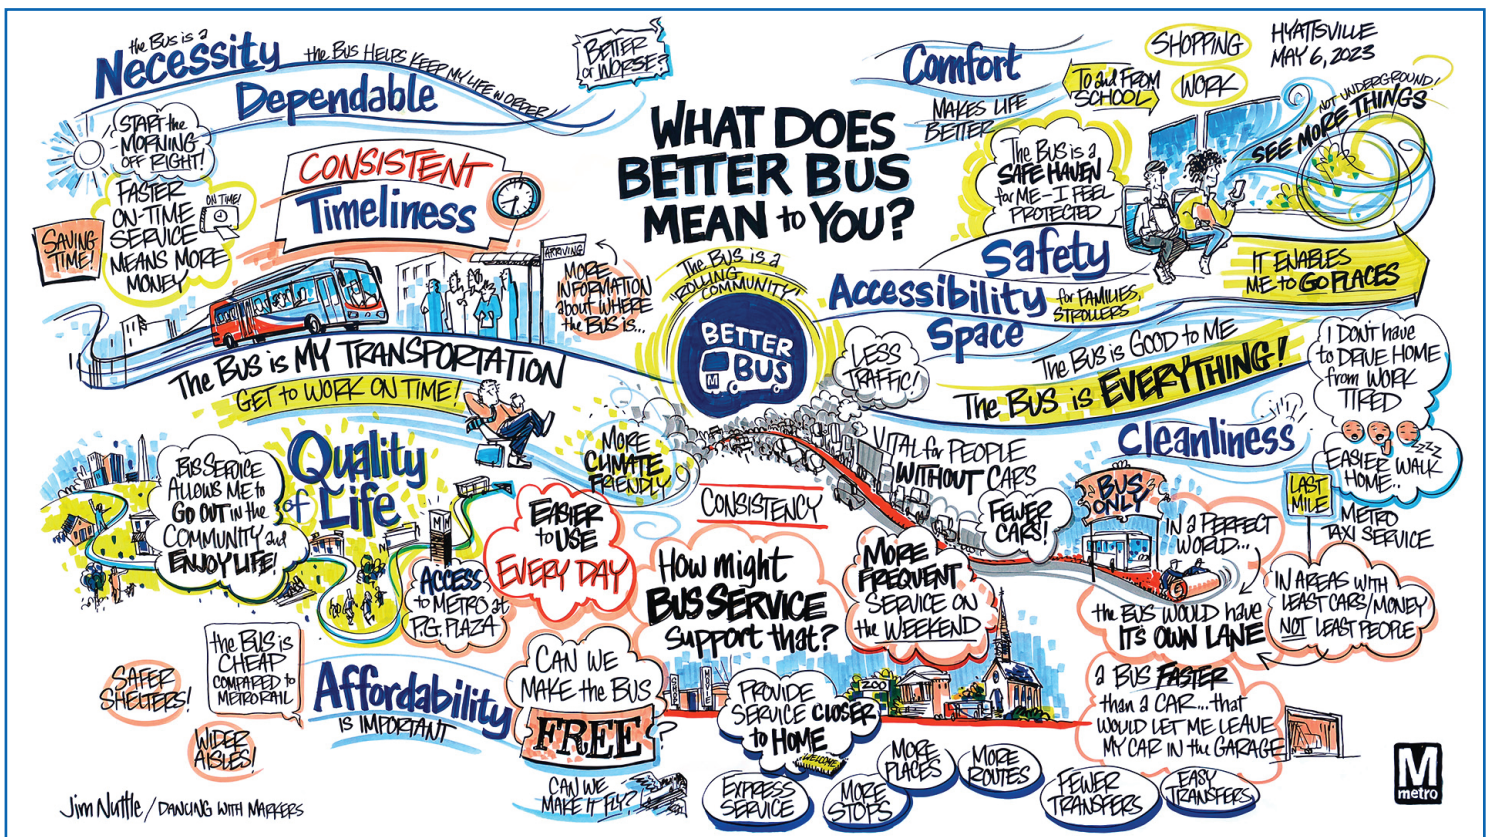 the Bus is a
Necessity
the Bus HELPS KEEP MY LIFE in ORDER!
Dependable
BETTER
or WORSE?
START the
MORNING
OFF RIGHT!
FASTER
ON-TIME
SERVICE
MEANS MORE
MONEY
ON TIME!
SAVING
TIME!
CONSISTENT
Timeliness
ARRIVING
MORE
INFORMATION
about WHERE
the BUS is...
The BUS is MY TRANSPORTATION
GET to WORK ON TIME!
WHAT DOES
BETTER BUS
MEAN to YOU?
The BUS is a
"ROLLING
COMMUNITY"
BETTER
BUS
M
Comfort
MAKES LIFE
BETTER
TO and FROM
SCHOOL
SHOPPING
WORK
HYATTSVILLE
MAY 6, 2023
NOT UNDERGROUND!
SEE MORE THINGS
The BUS is a
SAFE HAVEN
for ME - I FEEL
PROTECTED
Safety
IT ENABLES
ME to GO PLACES
Accessibility
for FAMILIES,
STROLLERS
Space
The BUS is GOOD to ME
The BUS is EVERYTHING!
LESS
TRAFFIC!
I DON'T have
to DRIVE HOME
from WORK
TIRED
EASIER WALK
HOME..
ZZZ
Cleanliness
VITAL for PEOPLE
WITHOUT CARS
FEWER
CARS!
BUS
ONLY
LAST
MILE
METRO
TAXI SERVICE
IN a PERFECT
WORLD...
the BUS WOULD have
IT'S OWN LANE
IN AREAS WITH
LEAST CARS/MONEY
NOT LEAST PEOPLE
a BUS FASTER
than a CAR...that
WOULD LET ME LEAVE
MY CAR in the GARAGE
Quality
of Life
BUS SERVICE
ALLOWS ME to
GO OUT in the
COMMUNITY and
ENJOY LIFE!
M
ACCESS
to METRO at
P.G. PLAZA
MORE
CLIMATE
FRIENDLY
EASIER
to USE
EVERY DAY
CONSISTENCY
How might
BUS SERVICE
support that?
MORE
FREQUENT
SERVICE ON
the WEEKEND
SAFER
SHELTERS!
the BUS IS
CHEAP
COMPARED to
METRORAIL
WIDER
AISLES!
Affordability
IS IMPORTANT
CAN WE
MAKE the BUS
FREE?
CAN WE
MAKE IT FLY?
MOVIE
ZOO
PROVIDE
SERVICE CLOSER
to HOME
WELCOME
EXPRESS
SERVICE
MORE
STOPS
MORE
PLACES
MORE
ROUTES
FEWER
TRANSFERS
EASY
TRANSFERS
Jim Nuttle / DANCING WITH MARKERS
M
metro